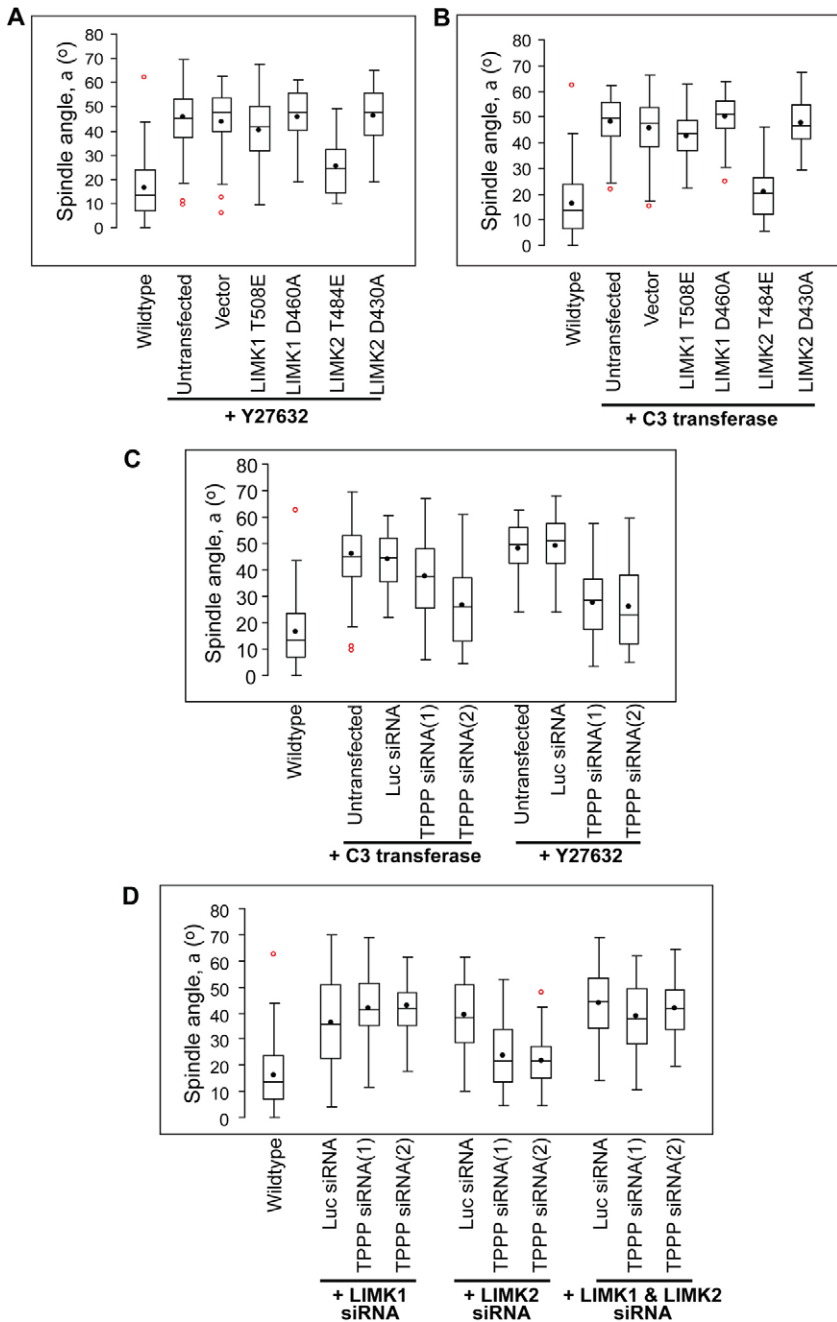 A
Spindle angle, a (º)
80
70
60
50
40
30
20
10
0
Wildtype
Untransfected
Vector
LIMK1 T508E
LIMK1 D460A
LIMK2 T484E
LIMK2 D430A
+ Y27632
B
Spindle angle, a (º)
80
70
60
50
40
30
20
10
0
Wildtype
Untransfected
Vector
LIMK1 T508E
LIMK1 D460A
LIMK2 T484E
LIMK2 D430A
+ C3 transferase
C
Spindle angle, a (º)
80
70
60
50
40
30
20
10
0
Wildtype
Untransfected
Luc siRNA
TPPP siRNA(1)
TPPP siRNA(2)
+ C3 transferase
Untransfected
Luc siRNA
TPPP siRNA(1)
TPPP siRNA(2)
+ Y27632
D
Spindle angle, a (º)
80
70
60
50
40
30
20
10
0
Wildtype
Luc siRNA
TPPP siRNA(1)
TPPP siRNA(2)
+ LIMK1
siRNA
Luc siRNA
TPPP siRNA(1)
TPPP siRNA(2)
+ LIMK2
siRNA
Luc siRNA
TPPP siRNA(1)
TPPP siRNA(2)
+ LIMK1 & LIMK2
siRNA